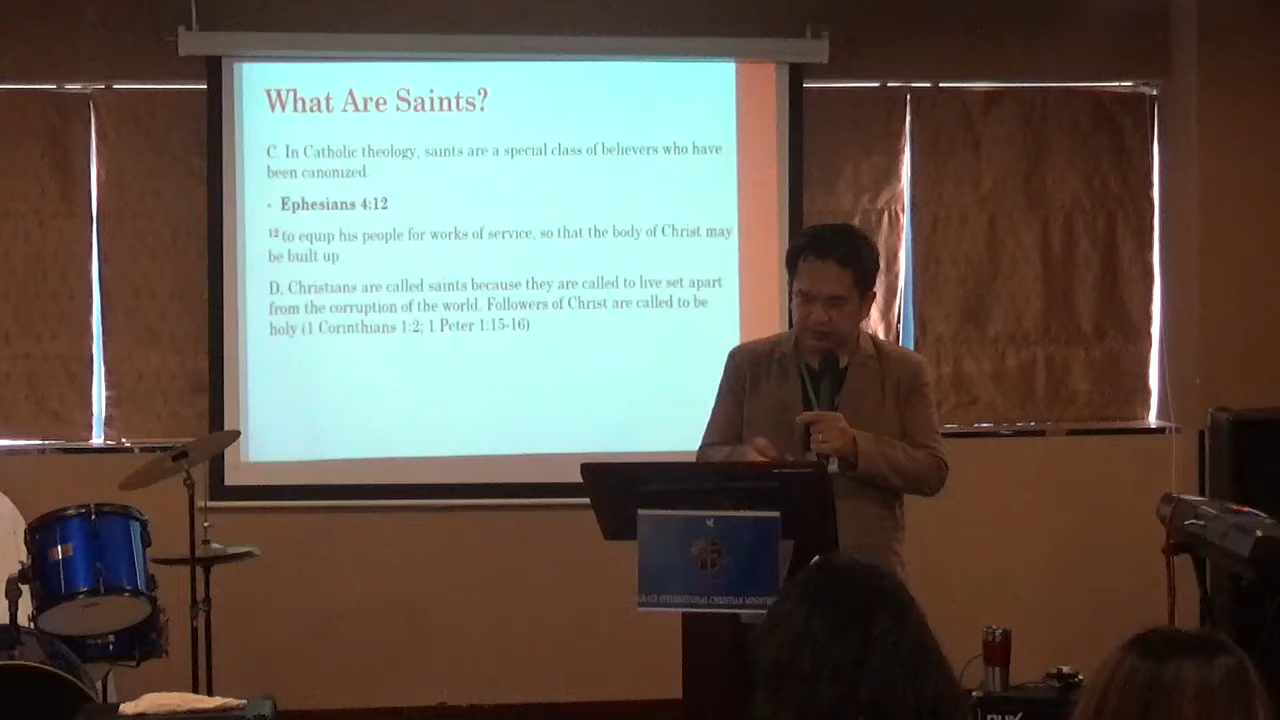 What Are Saints?
C. In Catholic theology, saints are a special class of believers who have
been canonized.
• Ephesians 4:12
12 to equip his people for works of service, so that the body of Christ may
be built up
D. Christians are called saints because they are called to live set apart
from the corruption of the world. Followers of Christ are called to be
holy (1 Corinthians 1:2; 1 Peter 1:15-16)
GRACE INTERNATIONAL CHRISTIAN